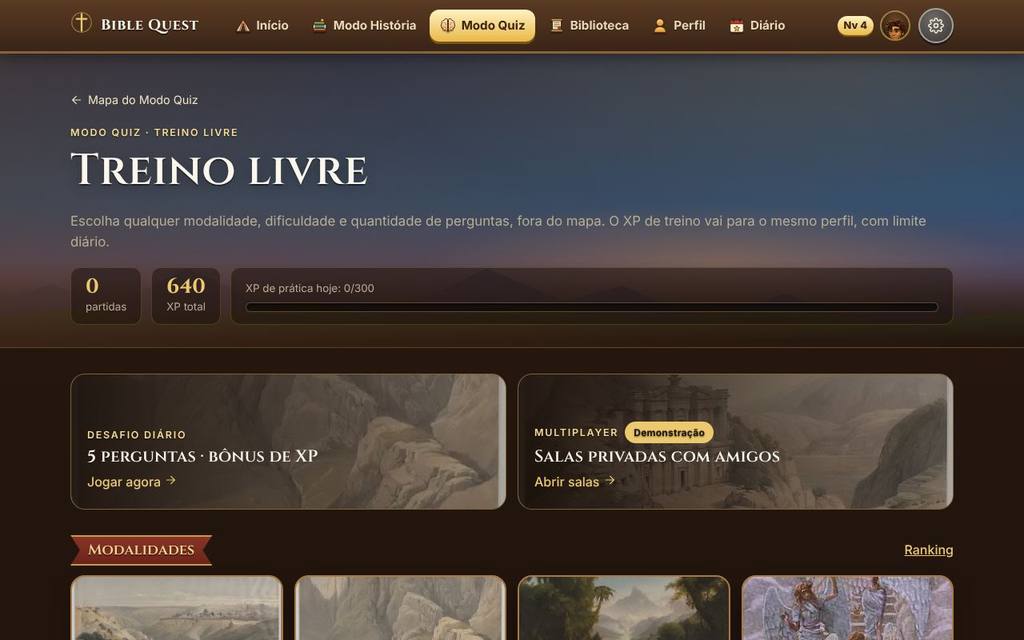 Bible Quest
Início
Modo História
Modo Quiz
Biblioteca
Perfil
Diário
Nv 4
← Mapa do Modo Quiz
MODO QUIZ · TREINO LIVRE
Treino livre
Escolha qualquer modalidade, dificuldade e quantidade de perguntas, fora do mapa. O XP de treino vai para o mesmo perfil, com limite
diário.
0
partidas
640
XP total
XP de prática hoje: 0/300
DESAFIO DIÁRIO
5 perguntas · bônus de XP
Jogar agora →
MULTIPLAYER Demonstração
Salas privadas com amigos
Abrir salas →
Modalidades
Ranking